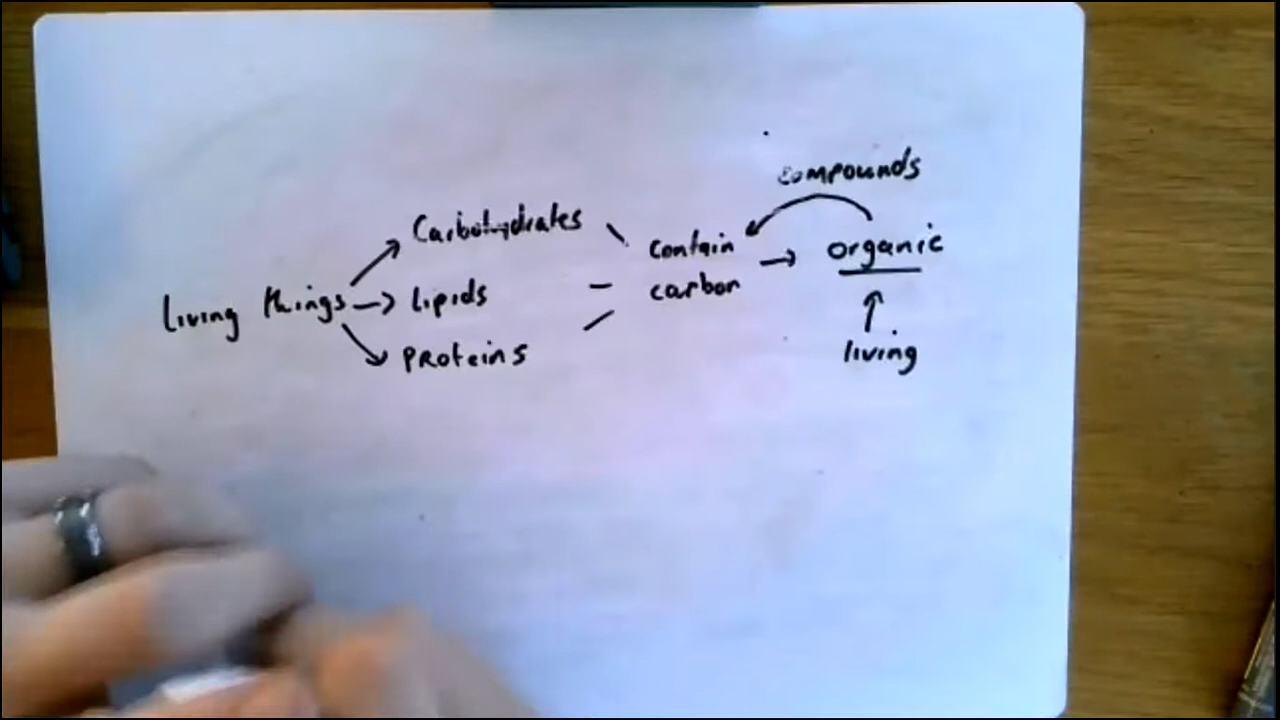 compounds
Carbohydrates
contain
carbon
organic
living things
lipids
proteins
living